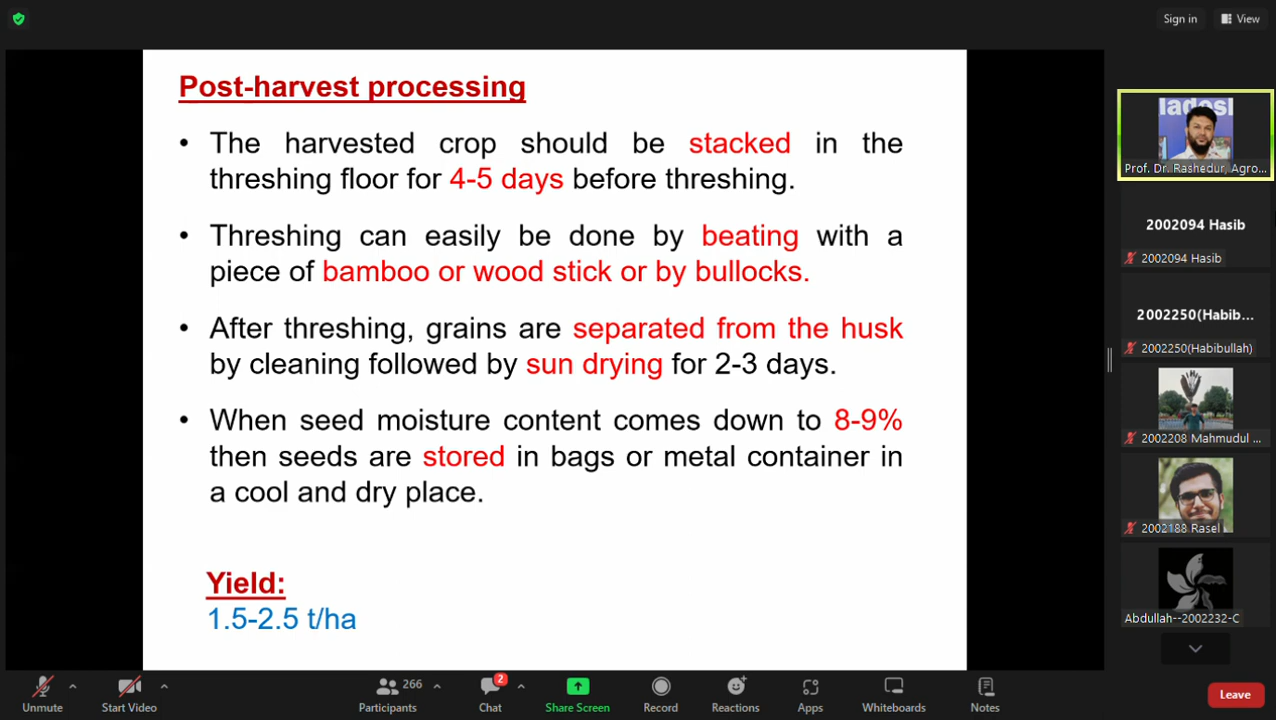 Sign in
View
Post-harvest processing
• The harvested crop should be stacked in the
threshing floor for 4-5 days before threshing.
• Threshing can easily be done by beating with a
piece of bamboo or wood stick or by bullocks.
• After threshing, grains are separated from the husk
by cleaning followed by sun drying for 2-3 days.
• When seed moisture content comes down to 8-9%
then seeds are stored in bags or metal container in
a cool and dry place.
Yield:
1.5-2.5 t/ha
Prof. Dr. Rashedur, Agro...
2002094 Hasib
2002094 Hasib
2002250(Habib...
2002250(Habibullah)
2002208 Mahmudul ...
2002188 Rasel
Abdullah--2002232-C
Unmute
Start Video
266
Participants
2
Chat
Share Screen
Record
Reactions
Apps
Whiteboards
Notes
Leave